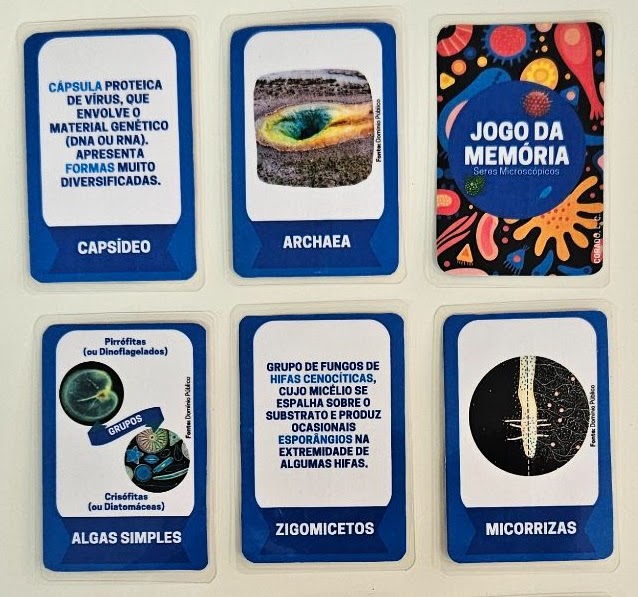 CÁPSULA PROTEICA
DE VÍRUS, QUE
ENVOLVE O
MATERIAL GENÉTICO
(DNA OU RNA).
APRESENTA
FORMAS MUITO
DIVERSIFICADAS.
CAPSÍDEO
Fonte: Domínio Público
ARCHAEA
JOGO DA
MEMÓRIA
Seres Microscópicos
CORADO, L.C.
Pirrófitas
(ou Dinoflagelados)
GRUPOS
Fonte: Domínio Público
Crisófitas
(ou Diatomáceas)
ALGAS SIMPLES
GRUPO DE FUNGOS DE
HIFAS CENOCÍTICAS,
CUJO MICÉLIO SE
ESPALHA SOBRE O
SUBSTRATO E PRODUZ
OCASIONAIS
ESPORÂNGIOS NA
EXTREMIDADE DE
ALGUMAS HIFAS.
ZIGOMICETOS
Fonte: Domínio Público
MICORRIZAS